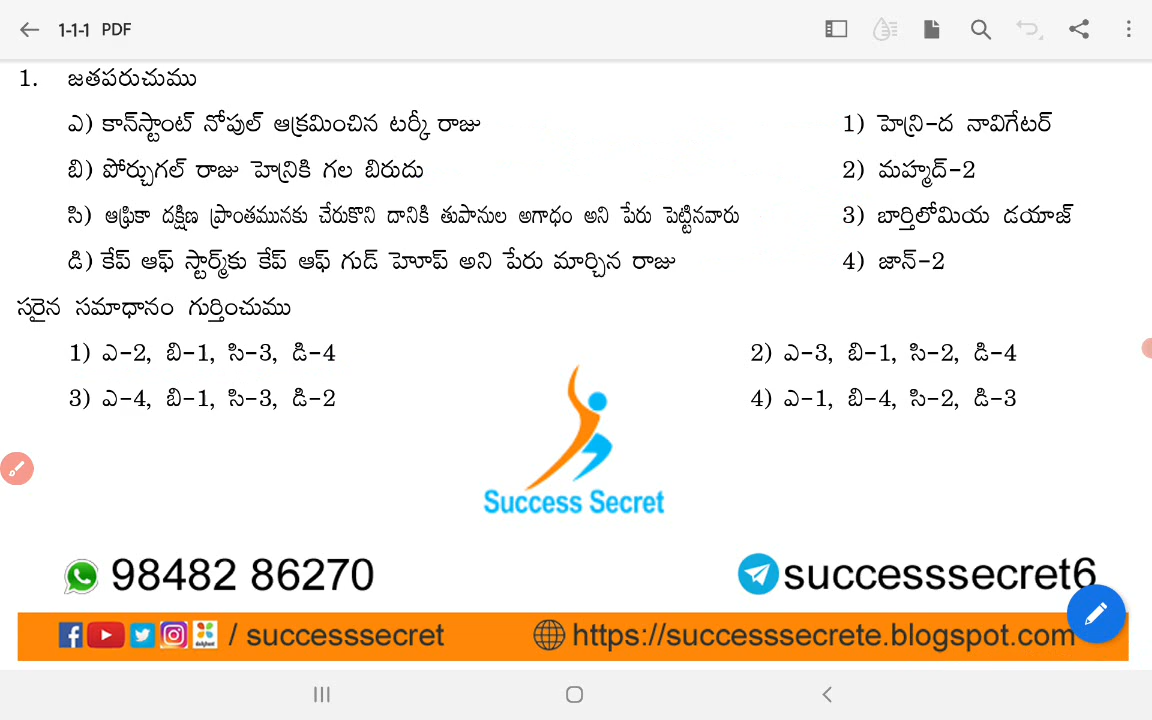 1-1-1 PDF
1. జతపరుచుము
ఎ) కాన్‌స్టాంట్ నోపుల్ ఆక్రమించిన టర్కీ రాజు 1) హెన్రి-ద నావిగేటర్
బి) పోర్చుగల్ రాజు హెన్రికి గల బిరుదు 2) మహ్మద్-2
సి) ఆఫ్రికా దక్షిణ ప్రాంతమునకు చేరుకొని దానికి తుపానుల అగాధం అని పేరు పెట్టినవారు 3) బార్తిలోమియ డయాజ్
డి) కేప్ ఆఫ్ స్టార్మ్‌కు కేప్ ఆఫ్ గుడ్ హెూప్ అని పేరు మార్చిన రాజు 4) జాన్-2
సరైన సమాధానం గుర్తించుము
1) ఎ-2, బి-1, సి-3, డి-4 2) ఎ-3, బి-1, సి-2, డి-4
3) ఎ-4, బి-1, సి-3, డి-2 4) ఎ-1, బి-4, సి-2, డి-3
Success Secret
98482 86270 successsecret6
/ successsecret https://successsecrete.blogspot.com